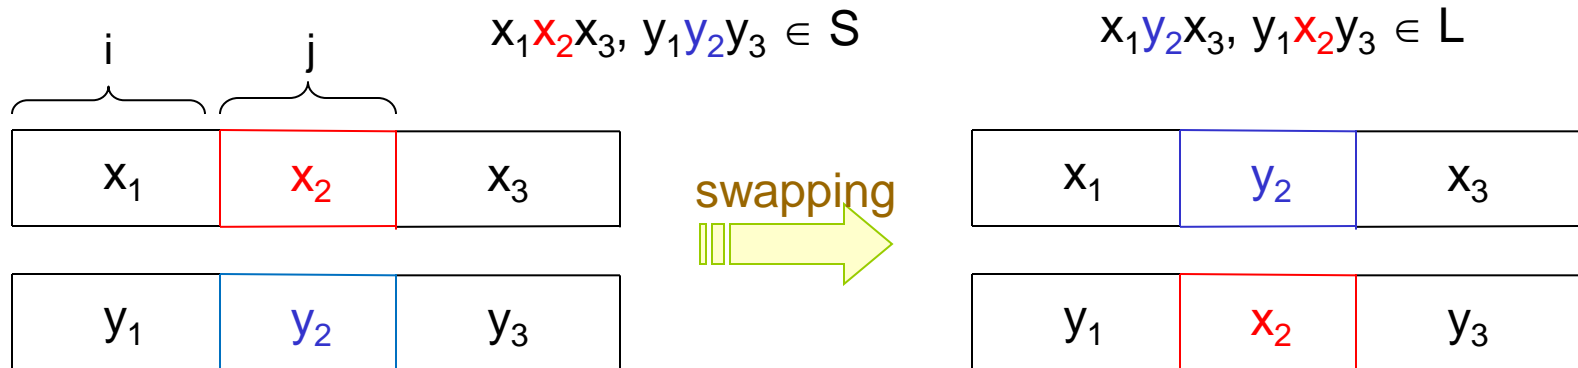 x₁x₂x₃, y₁y₂y₃ ∈ S
x₁y₂x₃, y₁x₂y₃ ∈ L
i
j
x₁ x₂ x₃
swapping
x₁ y₂ x₃
y₁ y₂ y₃
y₁ x₂ y₃